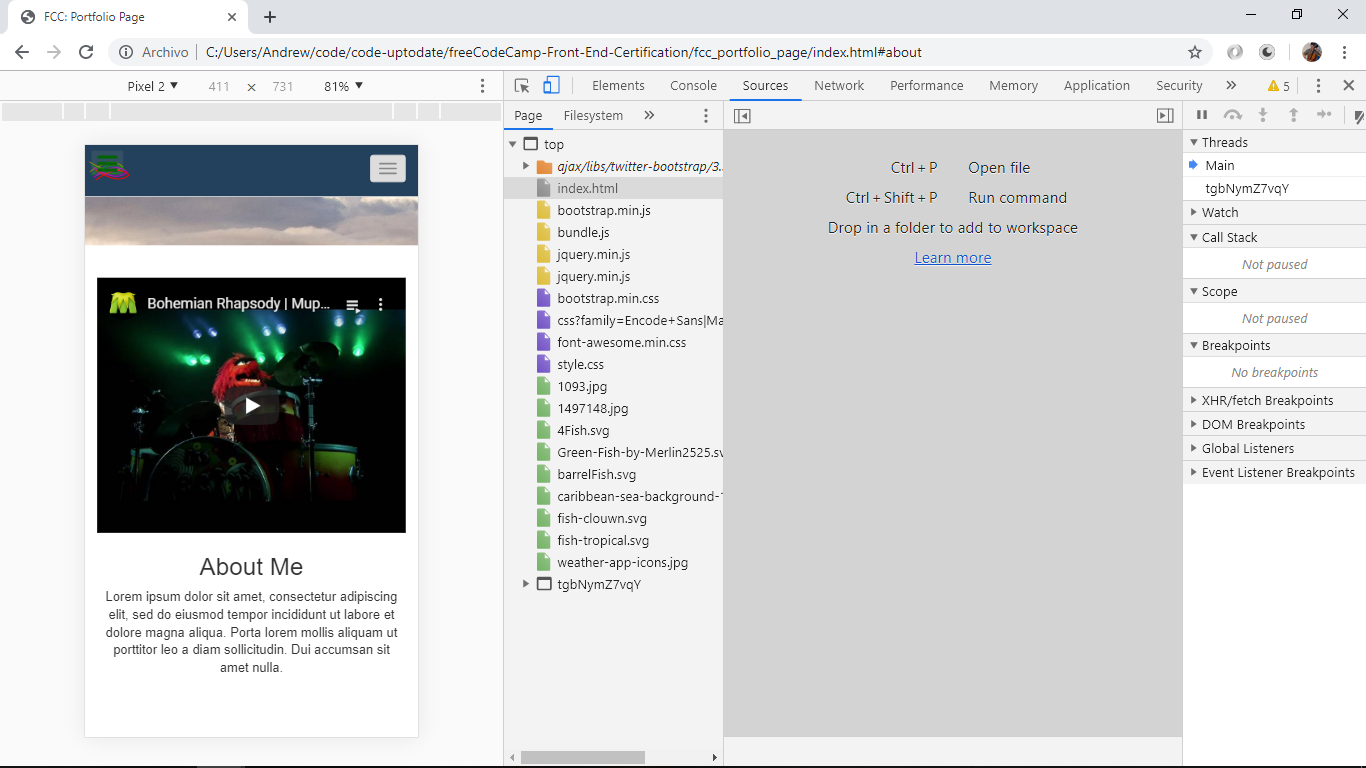 FCC: Portfolio Page
Archivo C:/Users/Andrew/code/code-uptodate/freeCodeCamp-Front-End-Certification/fcc_portfolio_page/index.html#about
Pixel 2 411 × 731 81%
Elements Console Sources Network Performance Memory Application Security » 5
Page Filesystem »
top
ajax/libs/twitter-bootstrap/3.
index.html
bootstrap.min.js
bundle.js
jquery.min.js
jquery.min.js
bootstrap.min.css
css?family=Encode+Sans|Ma
font-awesome.min.css
style.css
1093.jpg
1497148.jpg
4Fish.svg
Green-Fish-by-Merlin2525.sv
barrelFish.svg
caribbean-sea-background-1
fish-clouwn.svg
fish-tropical.svg
weather-app-icons.jpg
tgbNymZ7vqY
Ctrl + P Open file
Ctrl + Shift + P Run command
Drop in a folder to add to workspace
Learn more
Threads
Main
tgbNymZ7vqY
Watch
Call Stack
Not paused
Scope
Not paused
Breakpoints
No breakpoints
XHR/fetch Breakpoints
DOM Breakpoints
Global Listeners
Event Listener Breakpoints
Bohemian Rhapsody | Mup...
About Me
Lorem ipsum dolor sit amet, consectetur adipiscing
elit, sed do eiusmod tempor incididunt ut labore et
dolore magna aliqua. Porta lorem mollis aliquam ut
porttitor leo a diam sollicitudin. Dui accumsan sit
amet nulla.